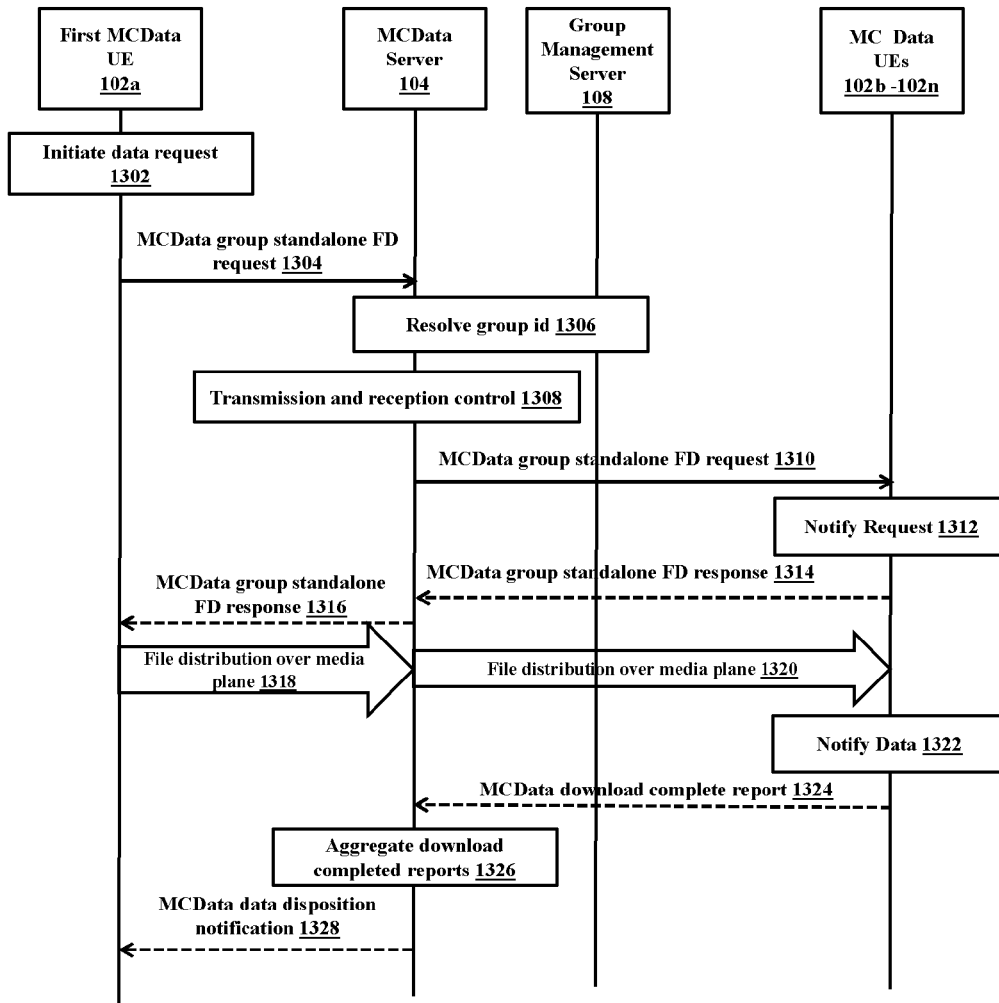 First MCData
UE
102a
MCData
Server
104
Group
Management
Server
108
MC Data
UEs
102b -102n
Initiate data request
1302
MCData group standalone FD
request 1304
Resolve group id 1306
Transmission and reception control 1308
MCData group standalone FD request 1310
Notify Request 1312
MCData group standalone FD response 1314
MCData group standalone
FD response 1316
File distribution over media
plane 1318
File distribution over media plane 1320
Notify Data 1322
MCData download complete report 1324
Aggregate download
completed reports 1326
MCData data disposition
notification 1328